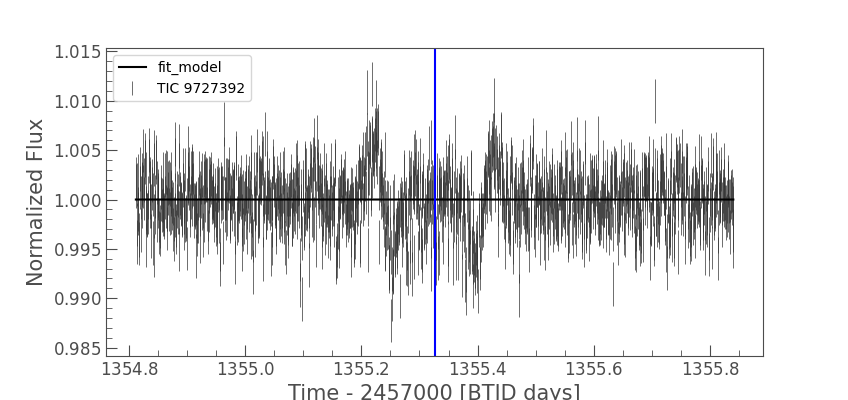 1.015
1.010
1.005
1.000
0.995
0.990
0.985
Normalized Flux
fit_model
TIC 9727392
1354.8 1355.0 1355.2 1355.4 1355.6 1355.8
Time - 2457000 [BTJD days]